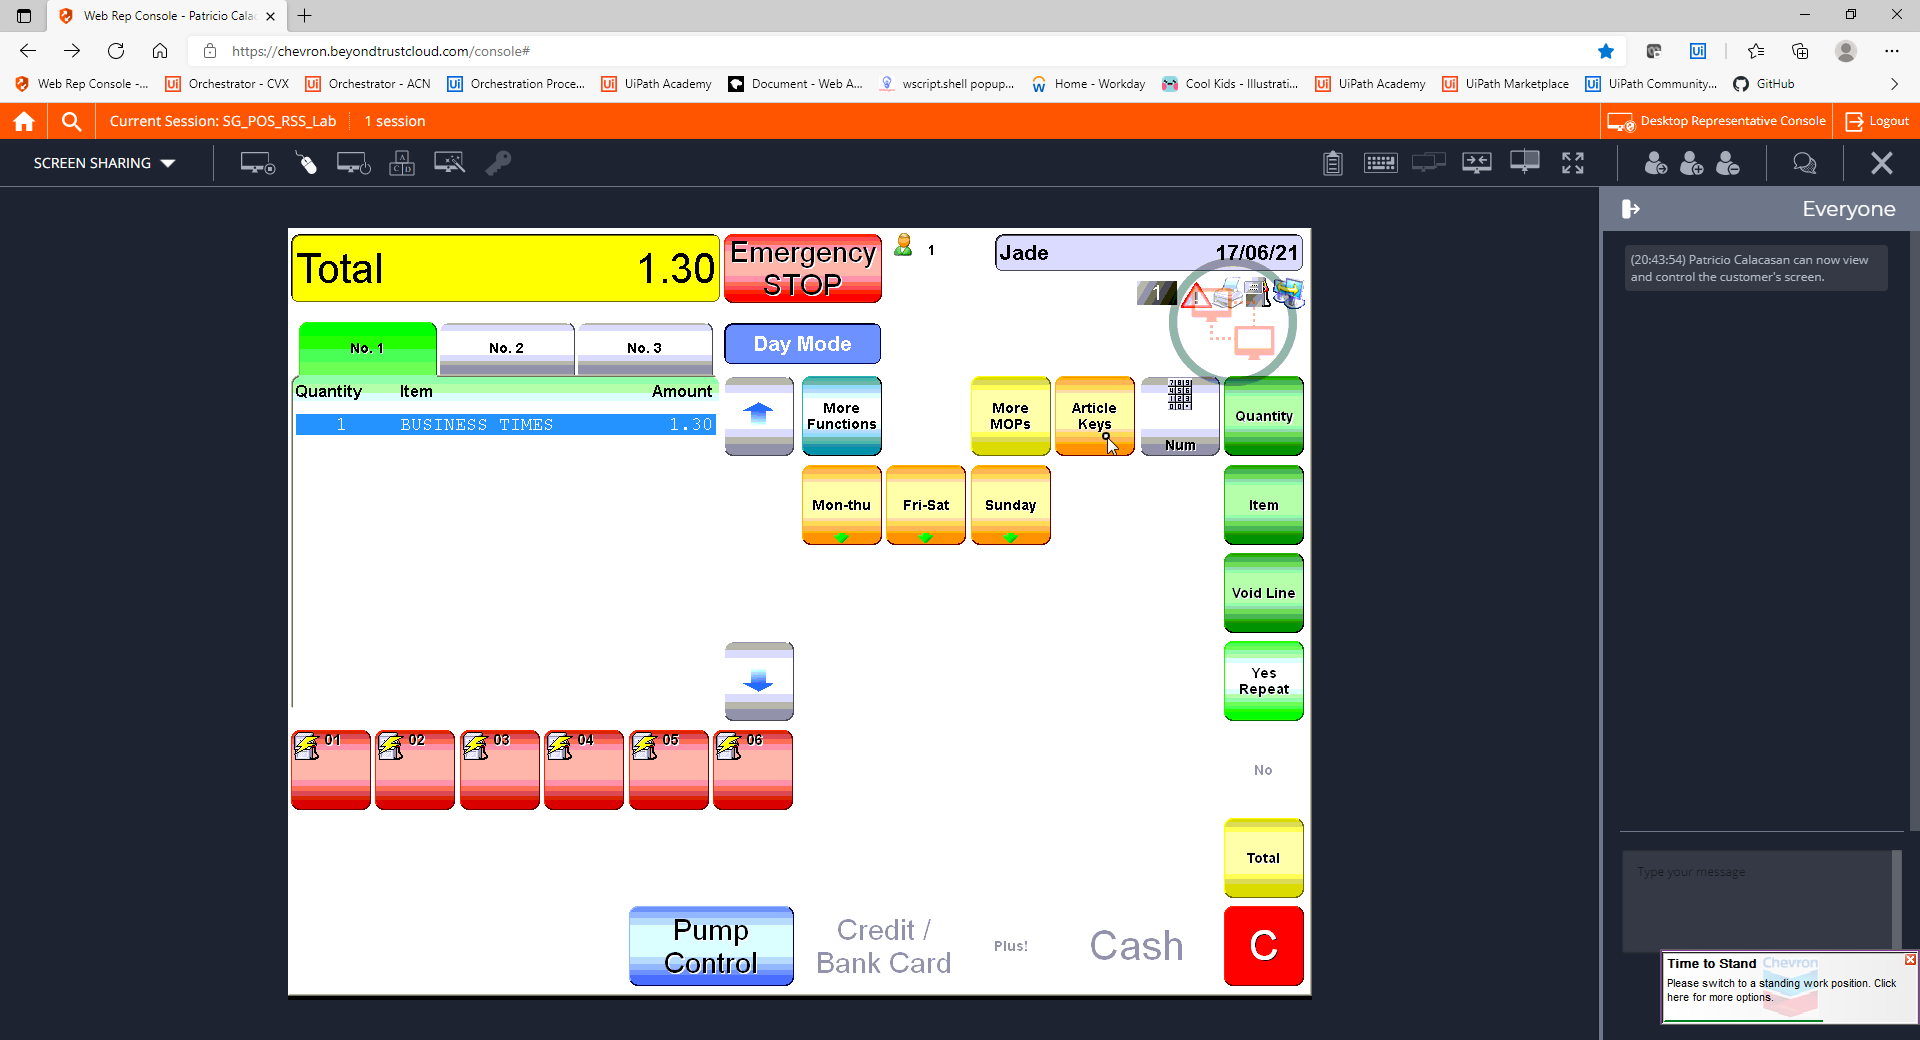 Web Rep Console - Patricio Cala
https://chevron.beyondtrustcloud.com/console#
Web Rep Console -...
Orchestrator - CVX
Orchestrator - ACN
Orchestration Proce...
UiPath Academy
Document - Web A...
wscript.shell popup...
Home - Workday
Cool Kids - Illustrati...
UiPath Academy
UiPath Marketplace
UiPath Community...
GitHub
Current Session: SG_POS_RSS_Lab
1 session
Desktop Representative Console
Logout
SCREEN SHARING
Everyone
(20:43:54) Patricio Calacasan can now view
and control the customer's screen.
Total 1.30
Emergency
STOP
1
Jade 17/06/21
1
No. 1
No. 2
No. 3
Day Mode
Quantity Item Amount
1 BUSINESS TIMES 1.30
More
Functions
More
MOPs
Article
Keys
Num
Quantity
Mon-thu
Fri-Sat
Sunday
Item
Void Line
Yes
Repeat
01
02
03
04
05
06
No
Total
Pump
Control
Credit /
Bank Card
Plus!
Cash
C
Type your message
Time to Stand
Chevron
Please switch to a standing work position. Click
here for more options.